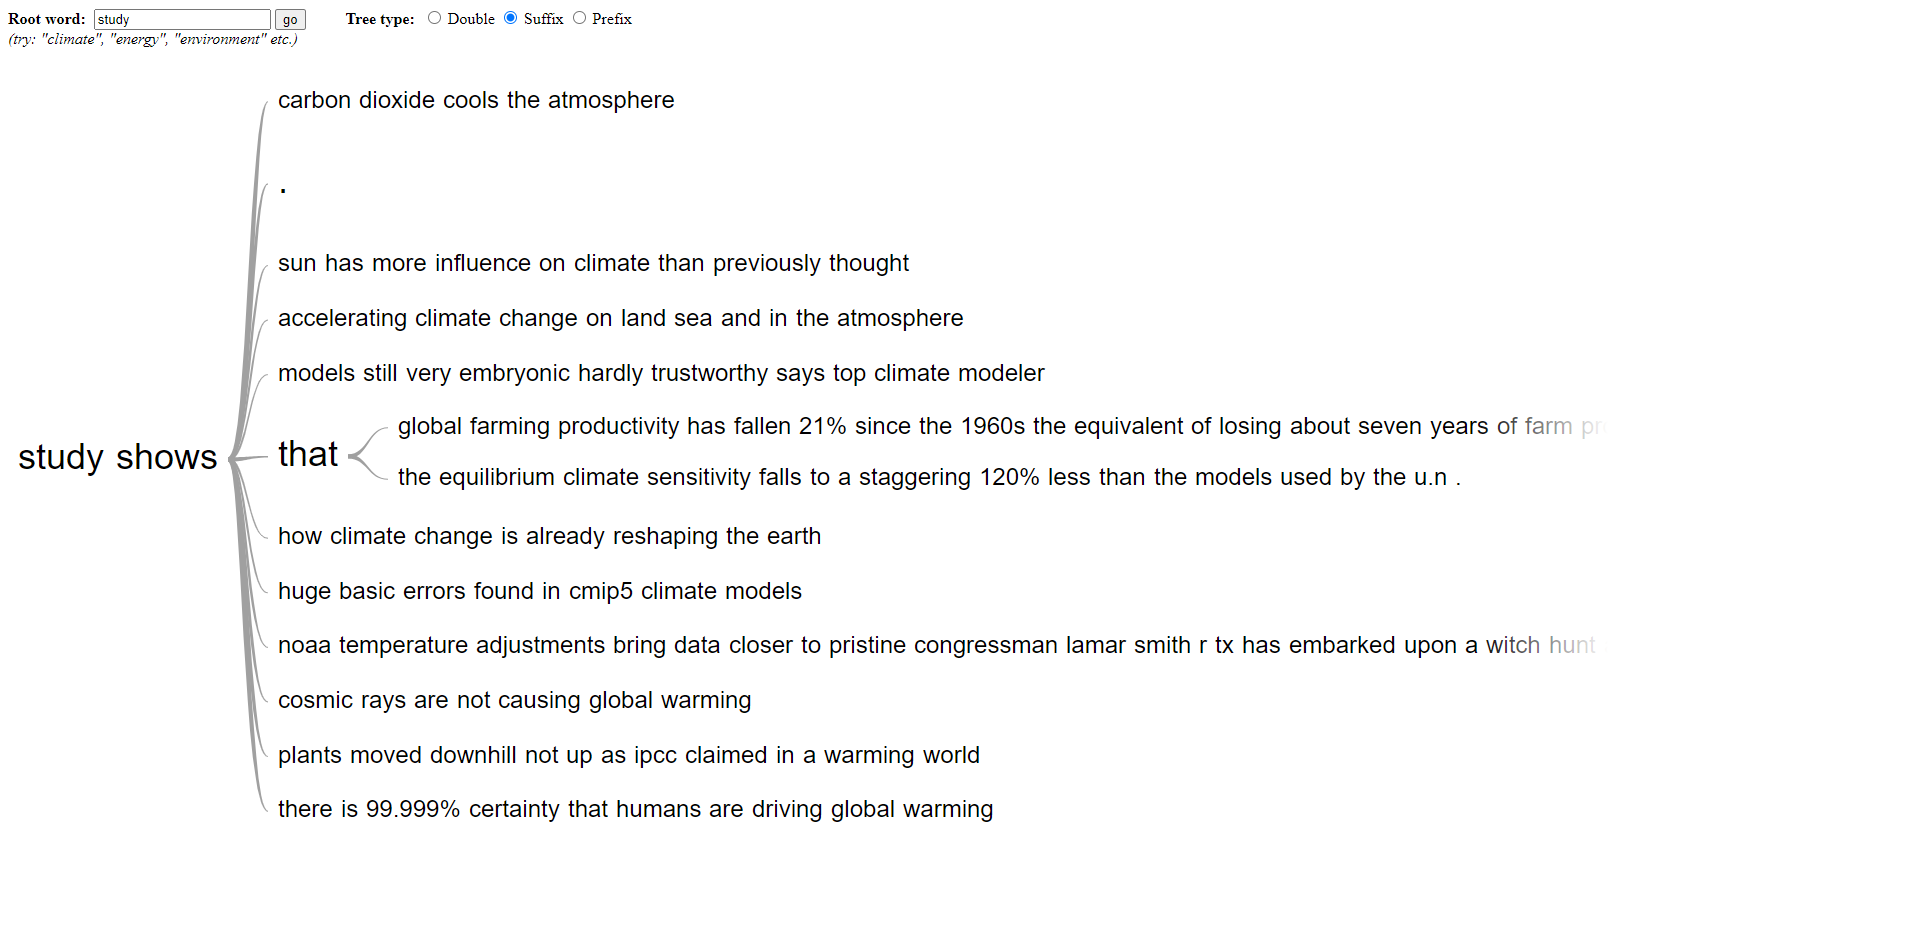 Root word: study go Tree type: Double Suffix Prefix
(try: "climate", "energy", "environment" etc.)
carbon dioxide cools the atmosphere
.
sun has more influence on climate than previously thought
accelerating climate change on land sea and in the atmosphere
models still very embryonic hardly trustworthy says top climate modeler
global farming productivity has fallen 21% since the 1960s the equivalent of losing about seven years of farm
study shows that
the equilibrium climate sensitivity falls to a staggering 120% less than the models used by the u.n .
how climate change is already reshaping the earth
huge basic errors found in cmip5 climate models
noaa temperature adjustments bring data closer to pristine congressman lamar smith r tx has embarked upon a witch hunt
cosmic rays are not causing global warming
plants moved downhill not up as ipcc claimed in a warming world
there is 99.999% certainty that humans are driving global warming